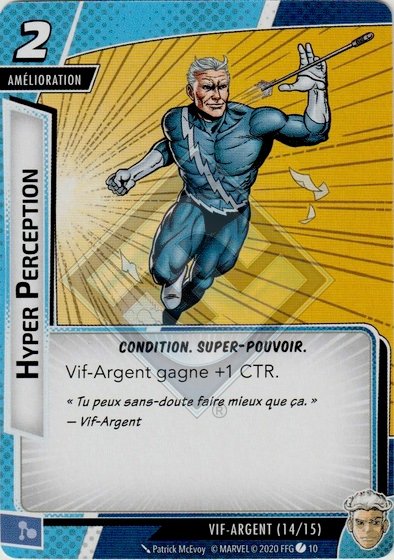 2
AMÉLIORATION
HYPER PERCEPTION
CONDITION. SUPER-POUVOIR.
Vif-Argent gagne +1 CTR.
« Tu peux sans-doute faire mieux que ça. »
– Vif-Argent
VIF-ARGENT (14/15)
Patrick McEvoy © MARVEL © 2020 FFG 10